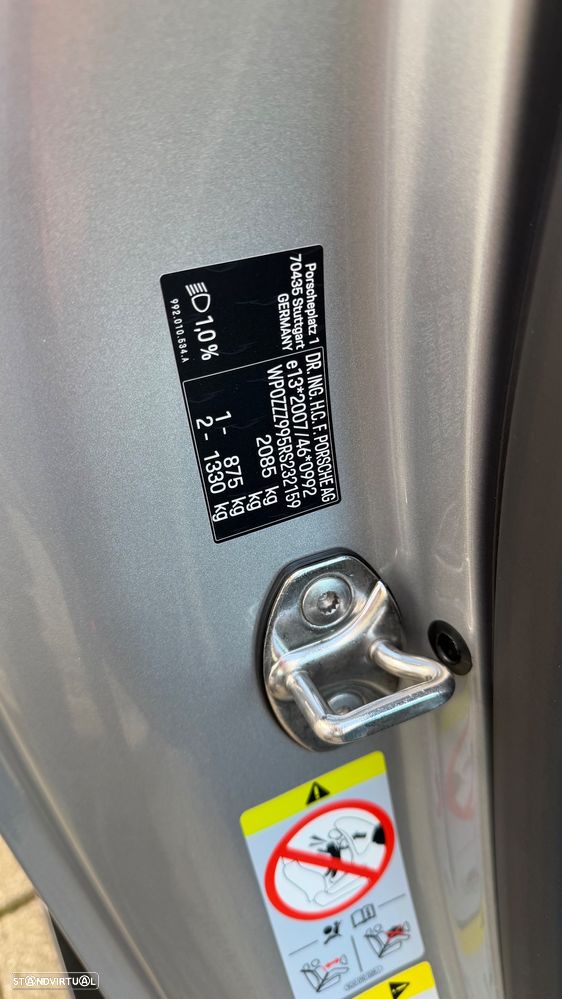 DR. ING. H.C. F. PORSCHE AG
e13*2007/46*0992
WP0ZZZ995RS232159
2085 kg
1- 875 kg
2- 1330 kg
Porscheplatz 1
70435 Stuttgart
GERMANY
1,0%
992.010.534.A
STANDVIRTUAL